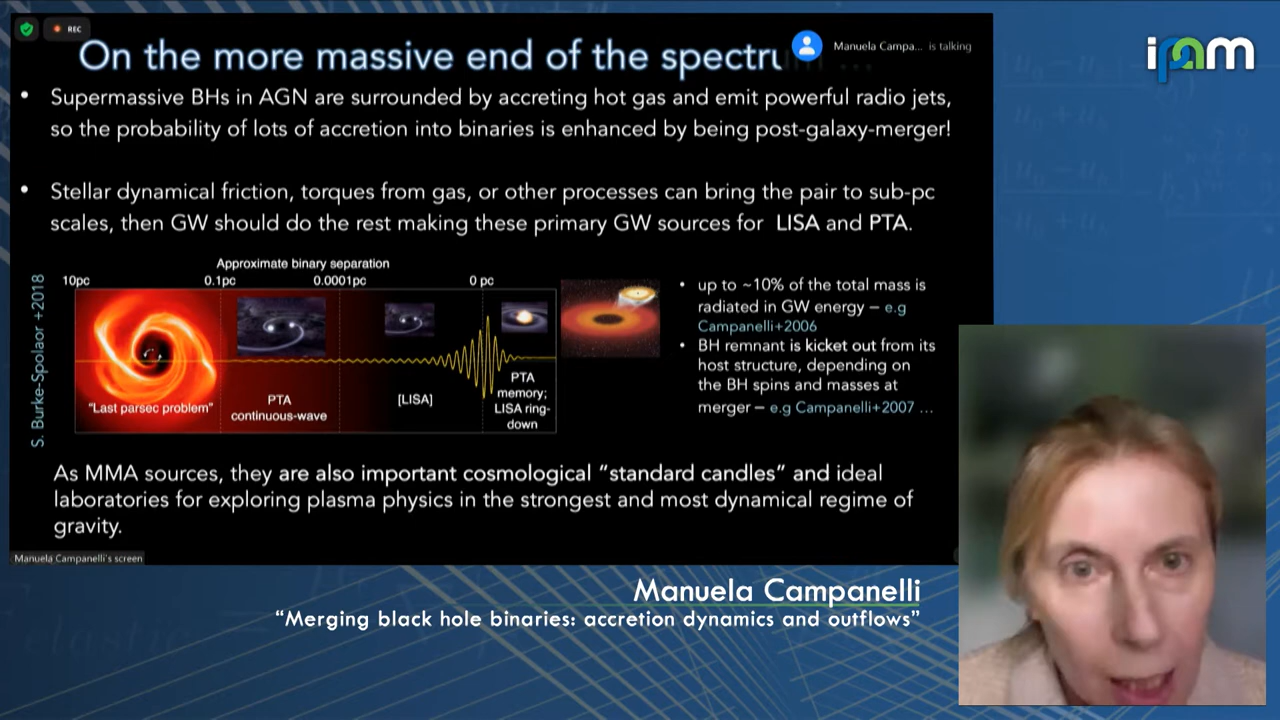 REC
On the more massive end of the spectru
Manuela Campa... is talking
ipam
• Supermassive BHs in AGN are surrounded by accreting hot gas and emit powerful radio jets,
so the probability of lots of accretion into binaries is enhanced by being post-galaxy-merger!
• Stellar dynamical friction, torques from gas, or other processes can bring the pair to sub-pc
scales, then GW should do the rest making these primary GW sources for LISA and PTA.
S. Burke-Spolaor +2018
Approximate binary separation
10pc 0.1pc 0.0001pc 0 pc
"Last parsec problem"
PTA
continuous-wave
[LISA]
PTA
memory;
LISA ring-
down
• up to ~10% of the total mass is
radiated in GW energy – e.g
Campanelli+2006
• BH remnant is kicket out from its
host structure, depending on
the BH spins and masses at
merger – e.g Campanelli+2007 ...
As MMA sources, they are also important cosmological "standard candles" and ideal
laboratories for exploring plasma physics in the strongest and most dynamical regime of
gravity.
Manuela Campanelli's screen
Manuela Campanelli
"Merging black hole binaries: accretion dynamics and outflows"